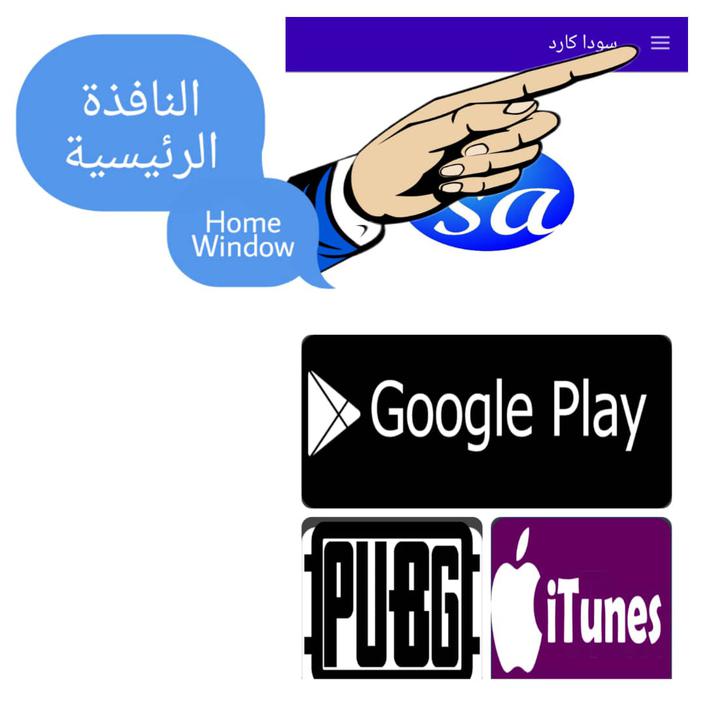 سودا كارد
النافذة
الرئيسية
Home
Window
sa
Google Play
PUBG
iTunes